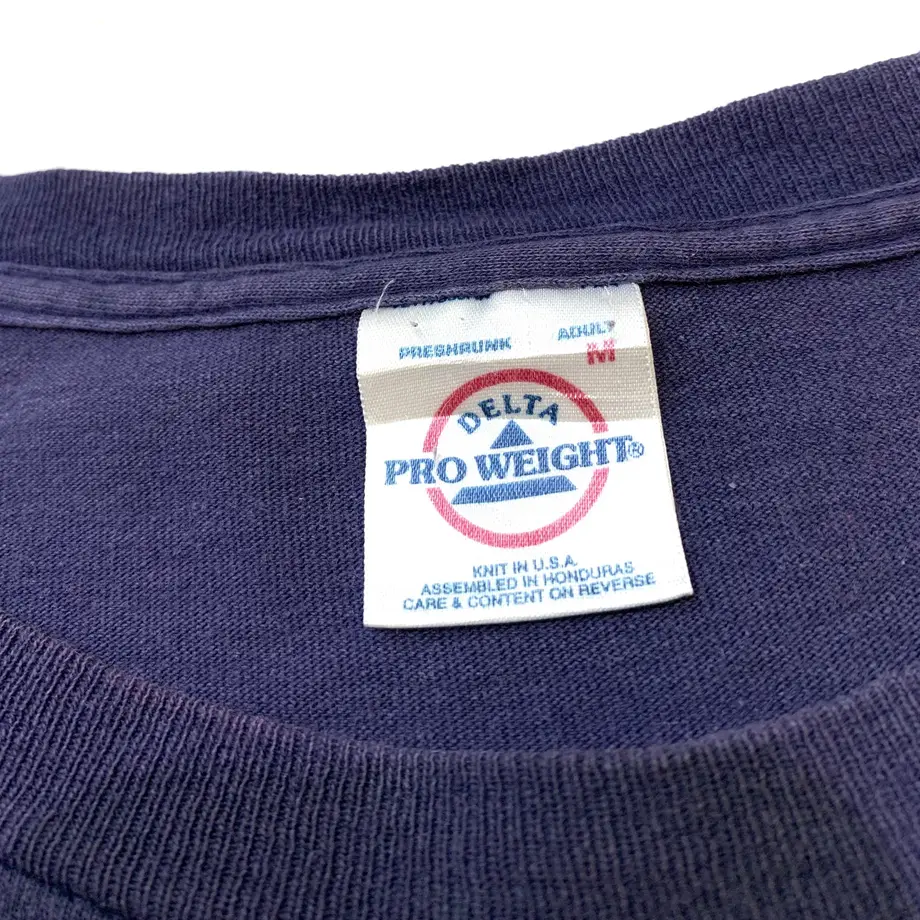 PRESHRUNK ADULT
M
DELTA
PRO WEIGHT®
KNIT IN U.S.A.
ASSEMBLED IN HONDURAS
CARE & CONTENT ON REVERSE